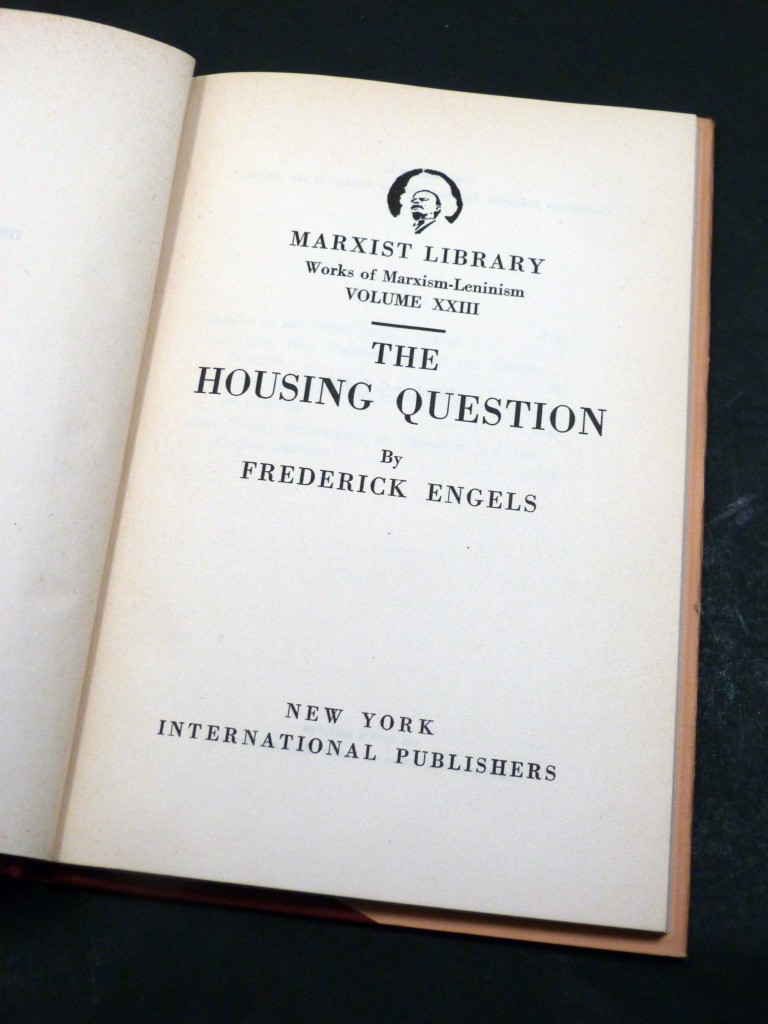 MARXIST LIBRARY
Works of Marxism-Leninism
VOLUME XXIII
THE
HOUSING QUESTION
By
FREDERICK ENGELS
NEW YORK
INTERNATIONAL PUBLISHERS